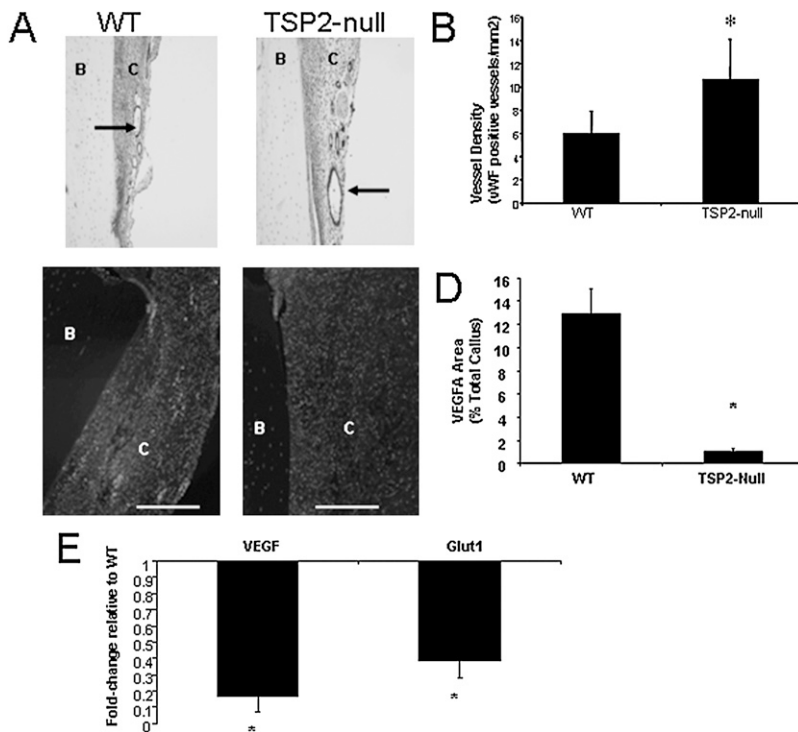 A
WT
TSP2-null
B
C
B
C
B
C
B
C
B
Vessel Density
(vWF positive vessels/mm2)
16
14
12
10
8
6
4
2
0
*
WT
TSP2-null
D
VEGFA Area
(% Total Callus)
16
14
12
10
8
6
4
2
0
*
WT
TSP2-Null
E
Fold-change relative to WT
VEGF
Glut1
1
0.9
0.8
0.7
0.6
0.5
0.4
0.3
0.2
0.1
0
*
*